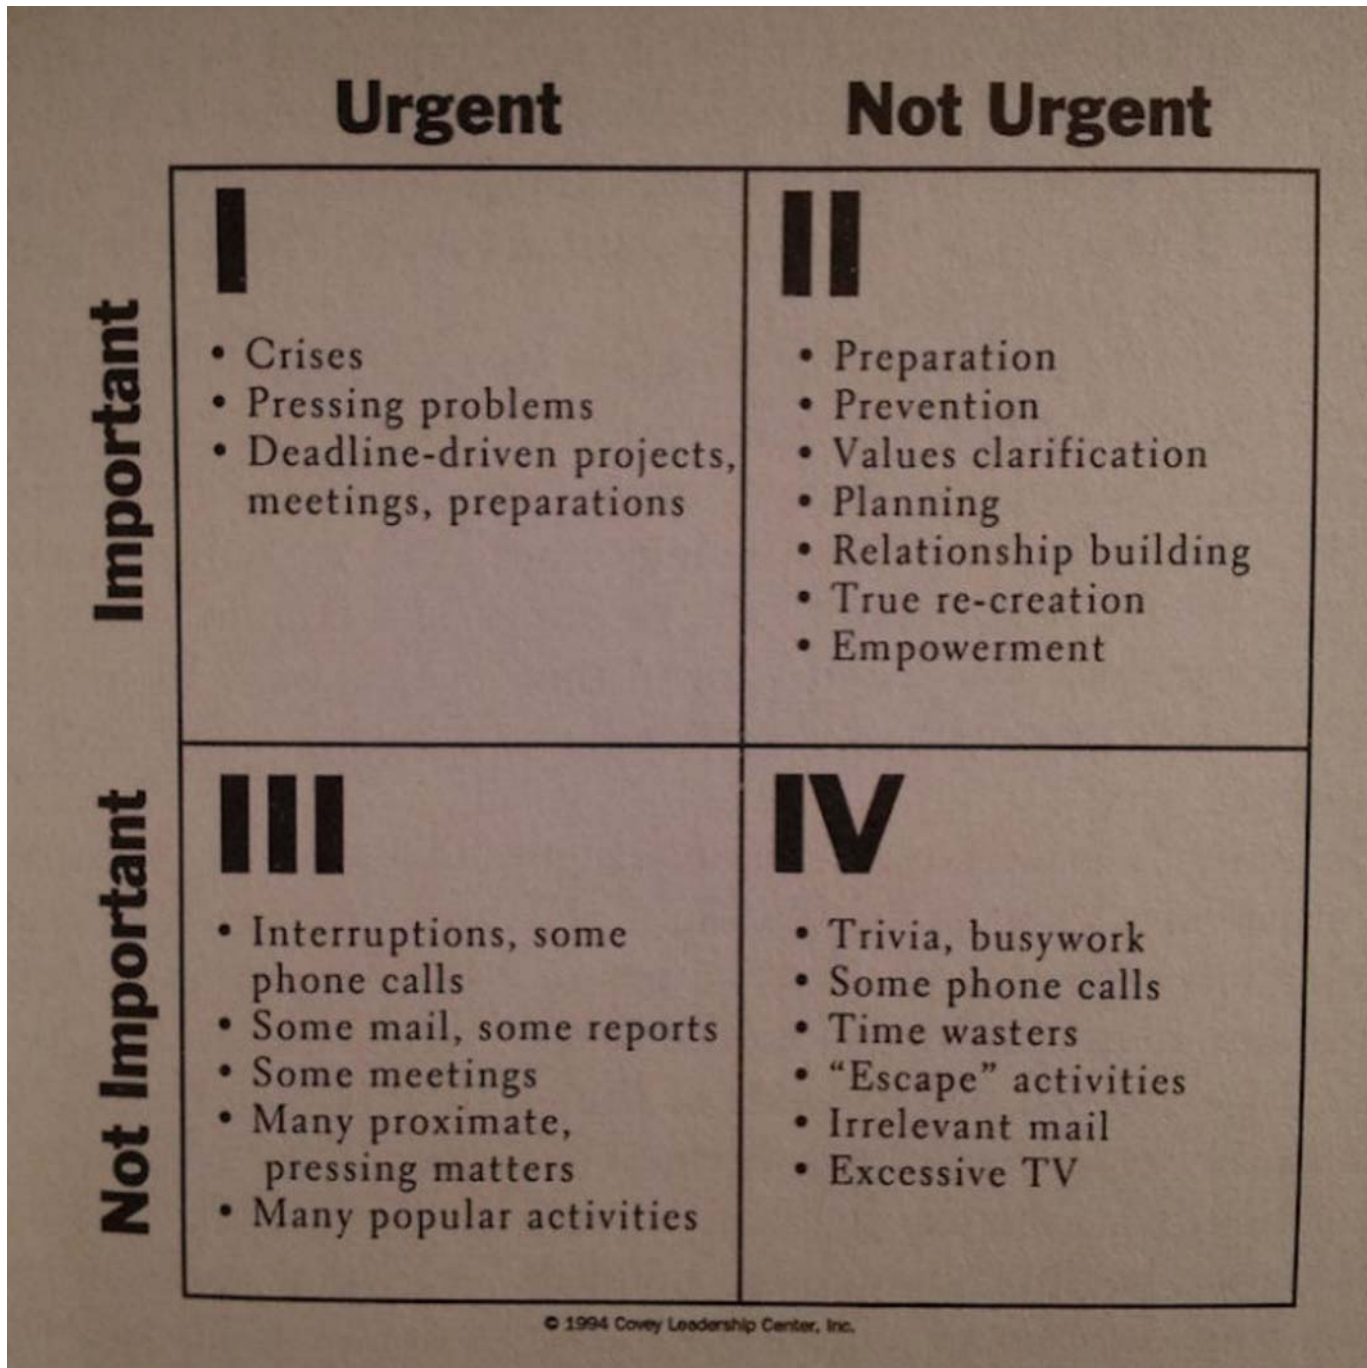 Urgent
Not Urgent
Important
I
• Crises
• Pressing problems
• Deadline-driven projects,
meetings, preparations
II
• Preparation
• Prevention
• Values clarification
• Planning
• Relationship building
• True re-creation
• Empowerment
Not Important
III
• Interruptions, some
phone calls
• Some mail, some reports
• Some meetings
• Many proximate,
pressing matters
• Many popular activities
IV
• Trivia, busywork
• Some phone calls
• Time wasters
• “Escape” activities
• Irrelevant mail
• Excessive TV
© 1994 Covey Leadership Center, Inc.